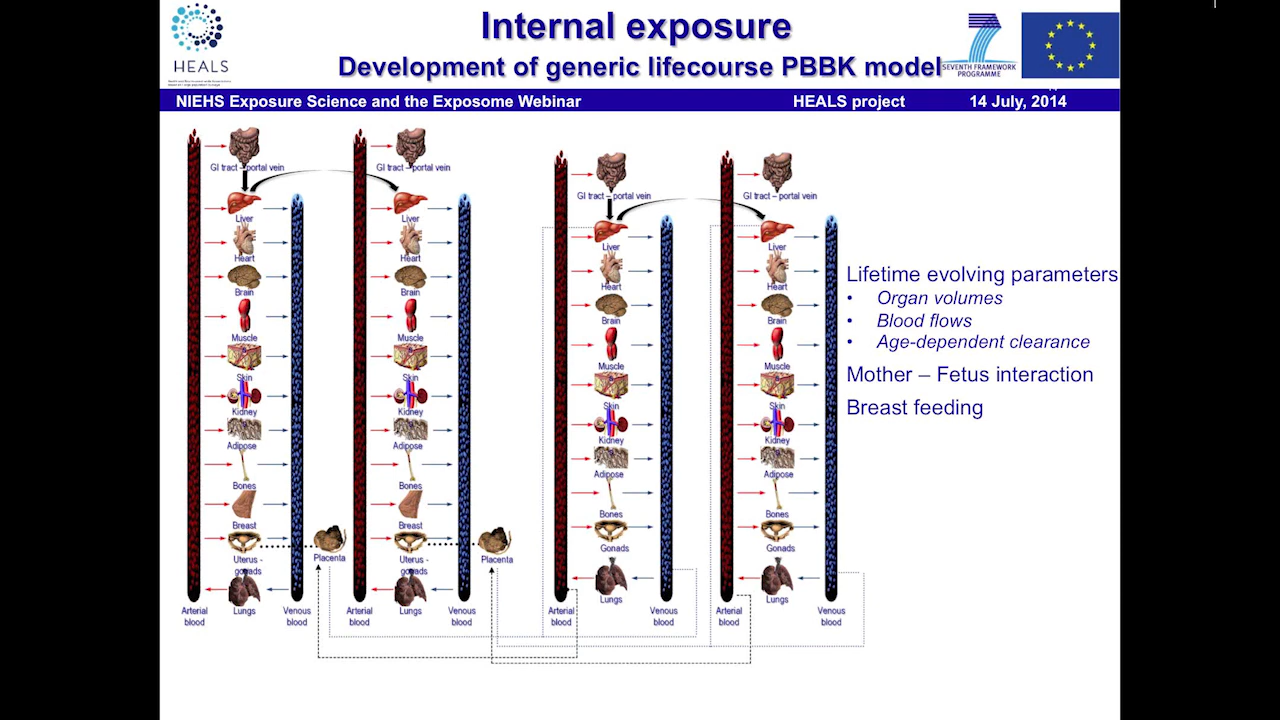 Internal exposure
Development of generic lifecourse PBBK model
HEALS
SEVENTH FRAMEWORK
PROGRAMME
NIEHS Exposure Science and the Exposome Webinar
HEALS project
14 July, 2014
GI tract – portal vein
Liver
Heart
Brain
Muscle
Skin
Kidney
Adipose
Bones
Breast
Uterus -
gonads
Placenta
Lungs
Arterial
blood
Venous
blood
GI tract – portal vein
Liver
Heart
Brain
Muscle
Skin
Kidney
Adipose
Bones
Breast
Uterus -
gonads
Placenta
Lungs
Arterial
blood
Venous
blood
GI tract – portal vein
Liver
Heart
Brain
Muscle
Skin
Kidney
Adipose
Bones
Gonads
Lungs
Arterial
blood
Venous
blood
GI tract – portal vein
Liver
Heart
Brain
Muscle
Skin
Kidney
Adipose
Bones
Gonads
Lungs
Arterial
blood
Venous
blood
Lifetime evolving parameters
• Organ volumes
• Blood flows
• Age-dependent clearance
Mother – Fetus interaction
Breast feeding